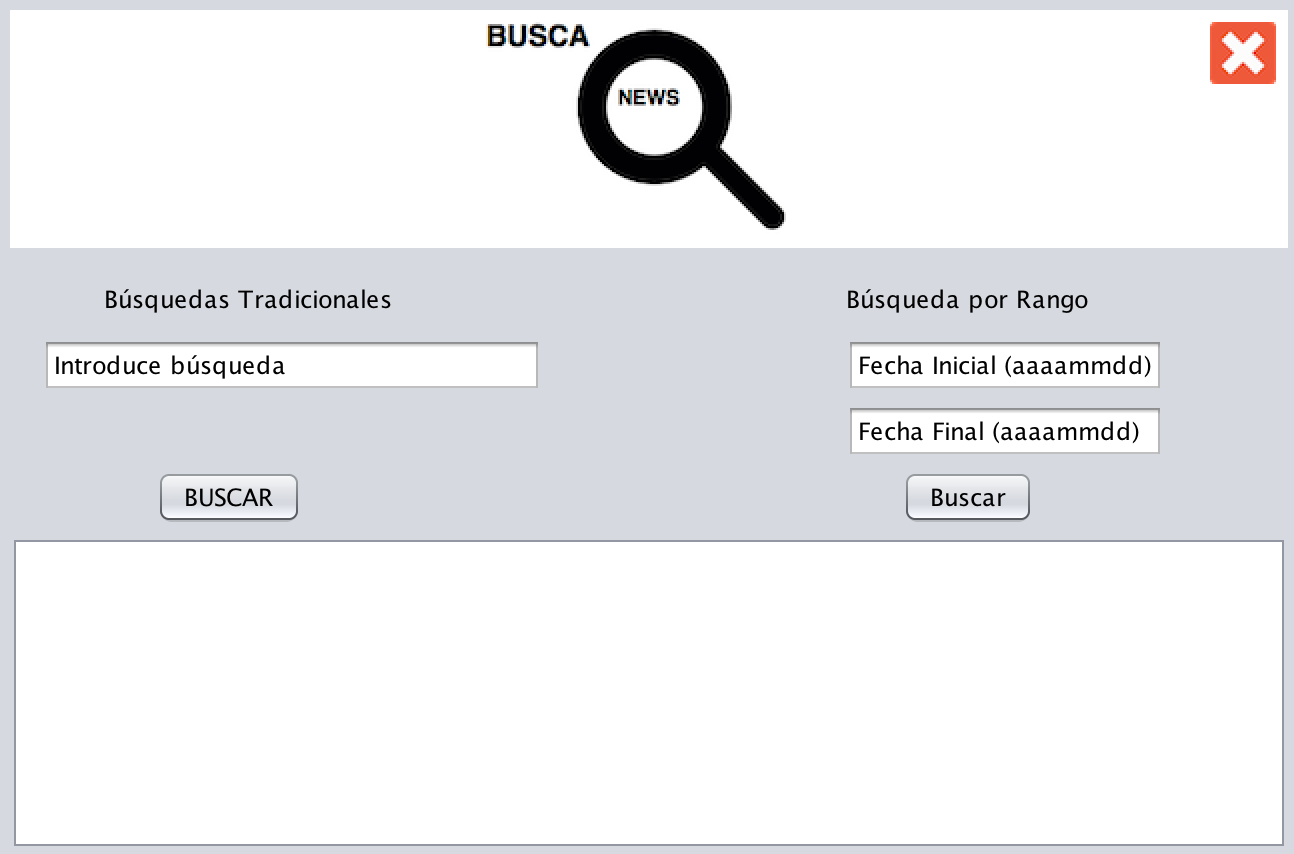 BUSCA
NEWS
Búsquedas Tradicionales
Introduce búsqueda
BUSCAR
Búsqueda por Rango
Fecha Inicial (aaaammdd)
Fecha Final (aaaammdd)
Buscar